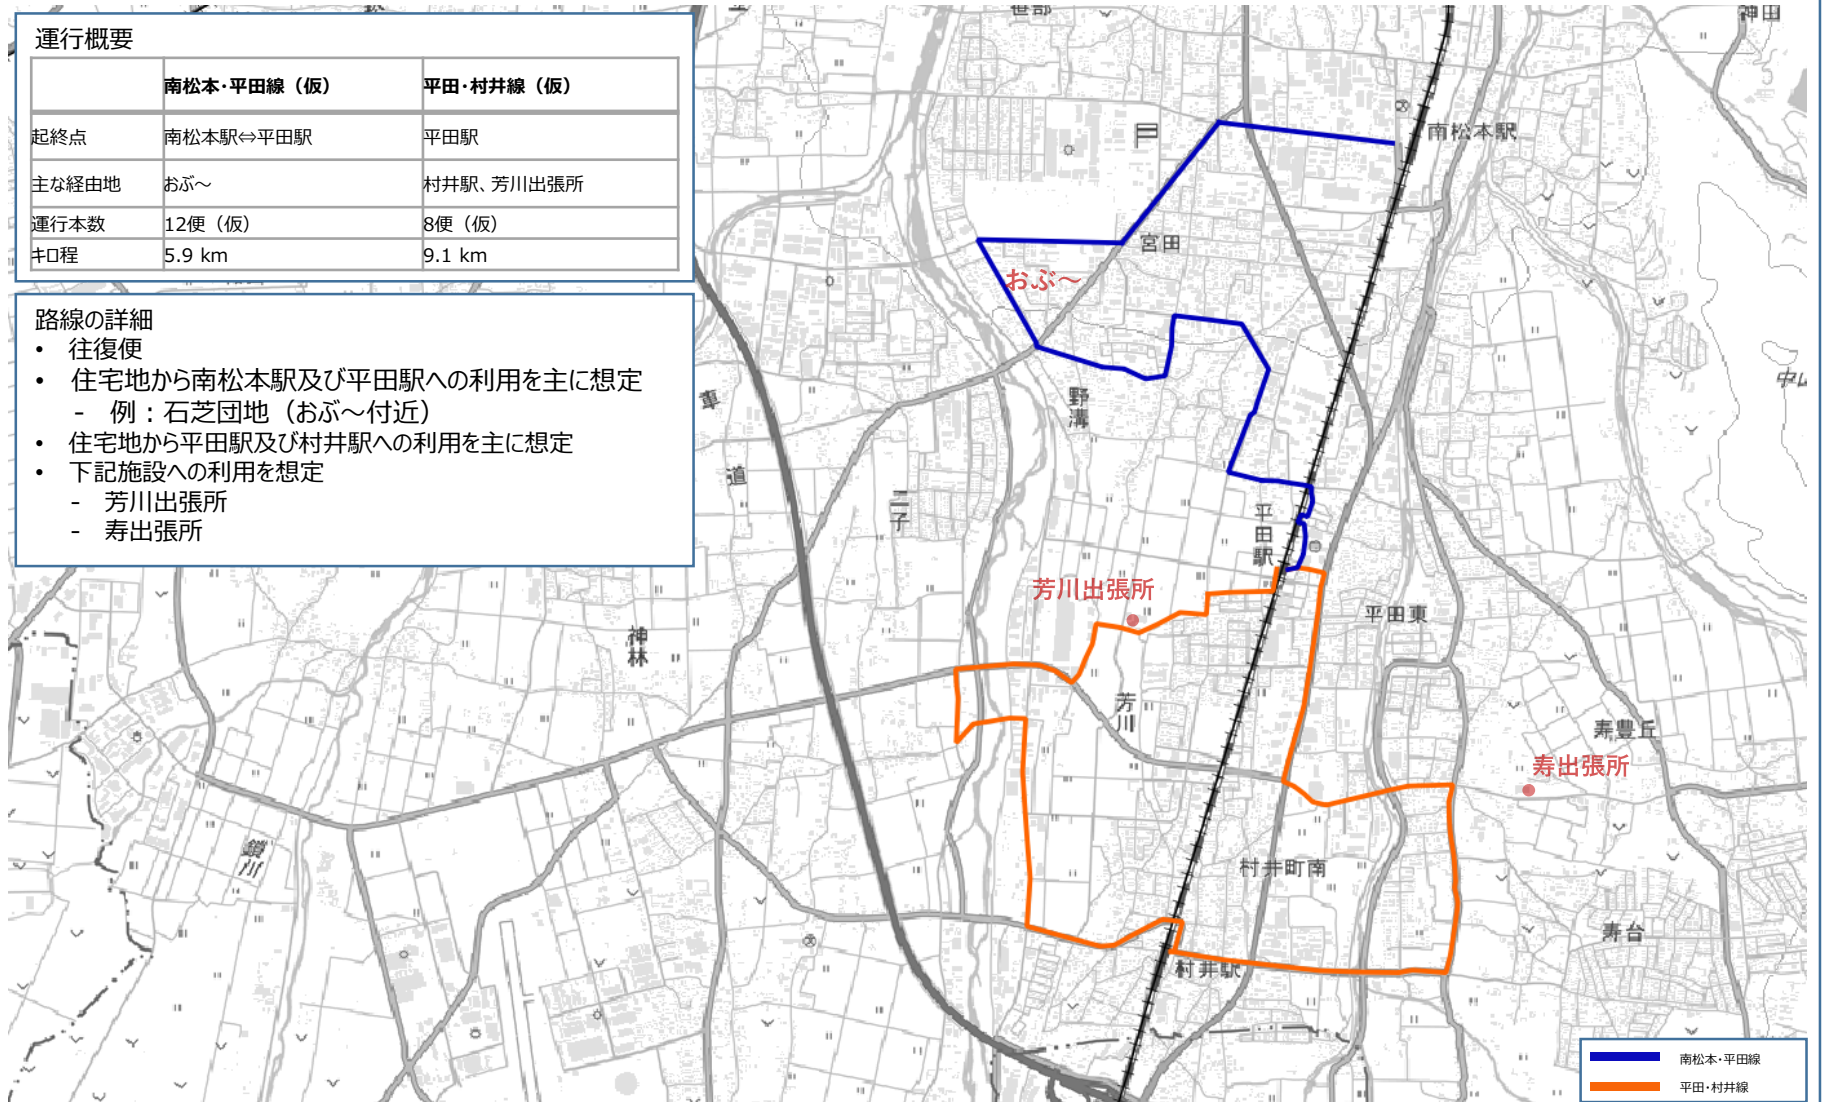 運行概要
南松本・平田線（仮） 平田・村井線（仮）
起終点 南松本駅⇔平田駅 平田駅
主な経由地 おぶ～ 村井駅、芳川出張所
運行本数 12便（仮） 8便（仮）
キロ程 5.9 km 9.1 km
路線の詳細
• 往復便
• 住宅地から南松本駅及び平田駅への利用を主に想定
- 例：石芝団地（おぶ～付近）
• 住宅地から平田駅及び村井駅への利用を主に想定
• 下記施設への利用を想定
- 芳川出張所
- 寿出張所
笹部
神田
南松本駅
宮田
おぶ～
野溝
車道
二子
平田駅
芳川出張所
平田東
神林
芳川
寿豊丘
寿出張所
鎖川
村井町南
寿台
村井駅
南松本・平田線
平田・村井線